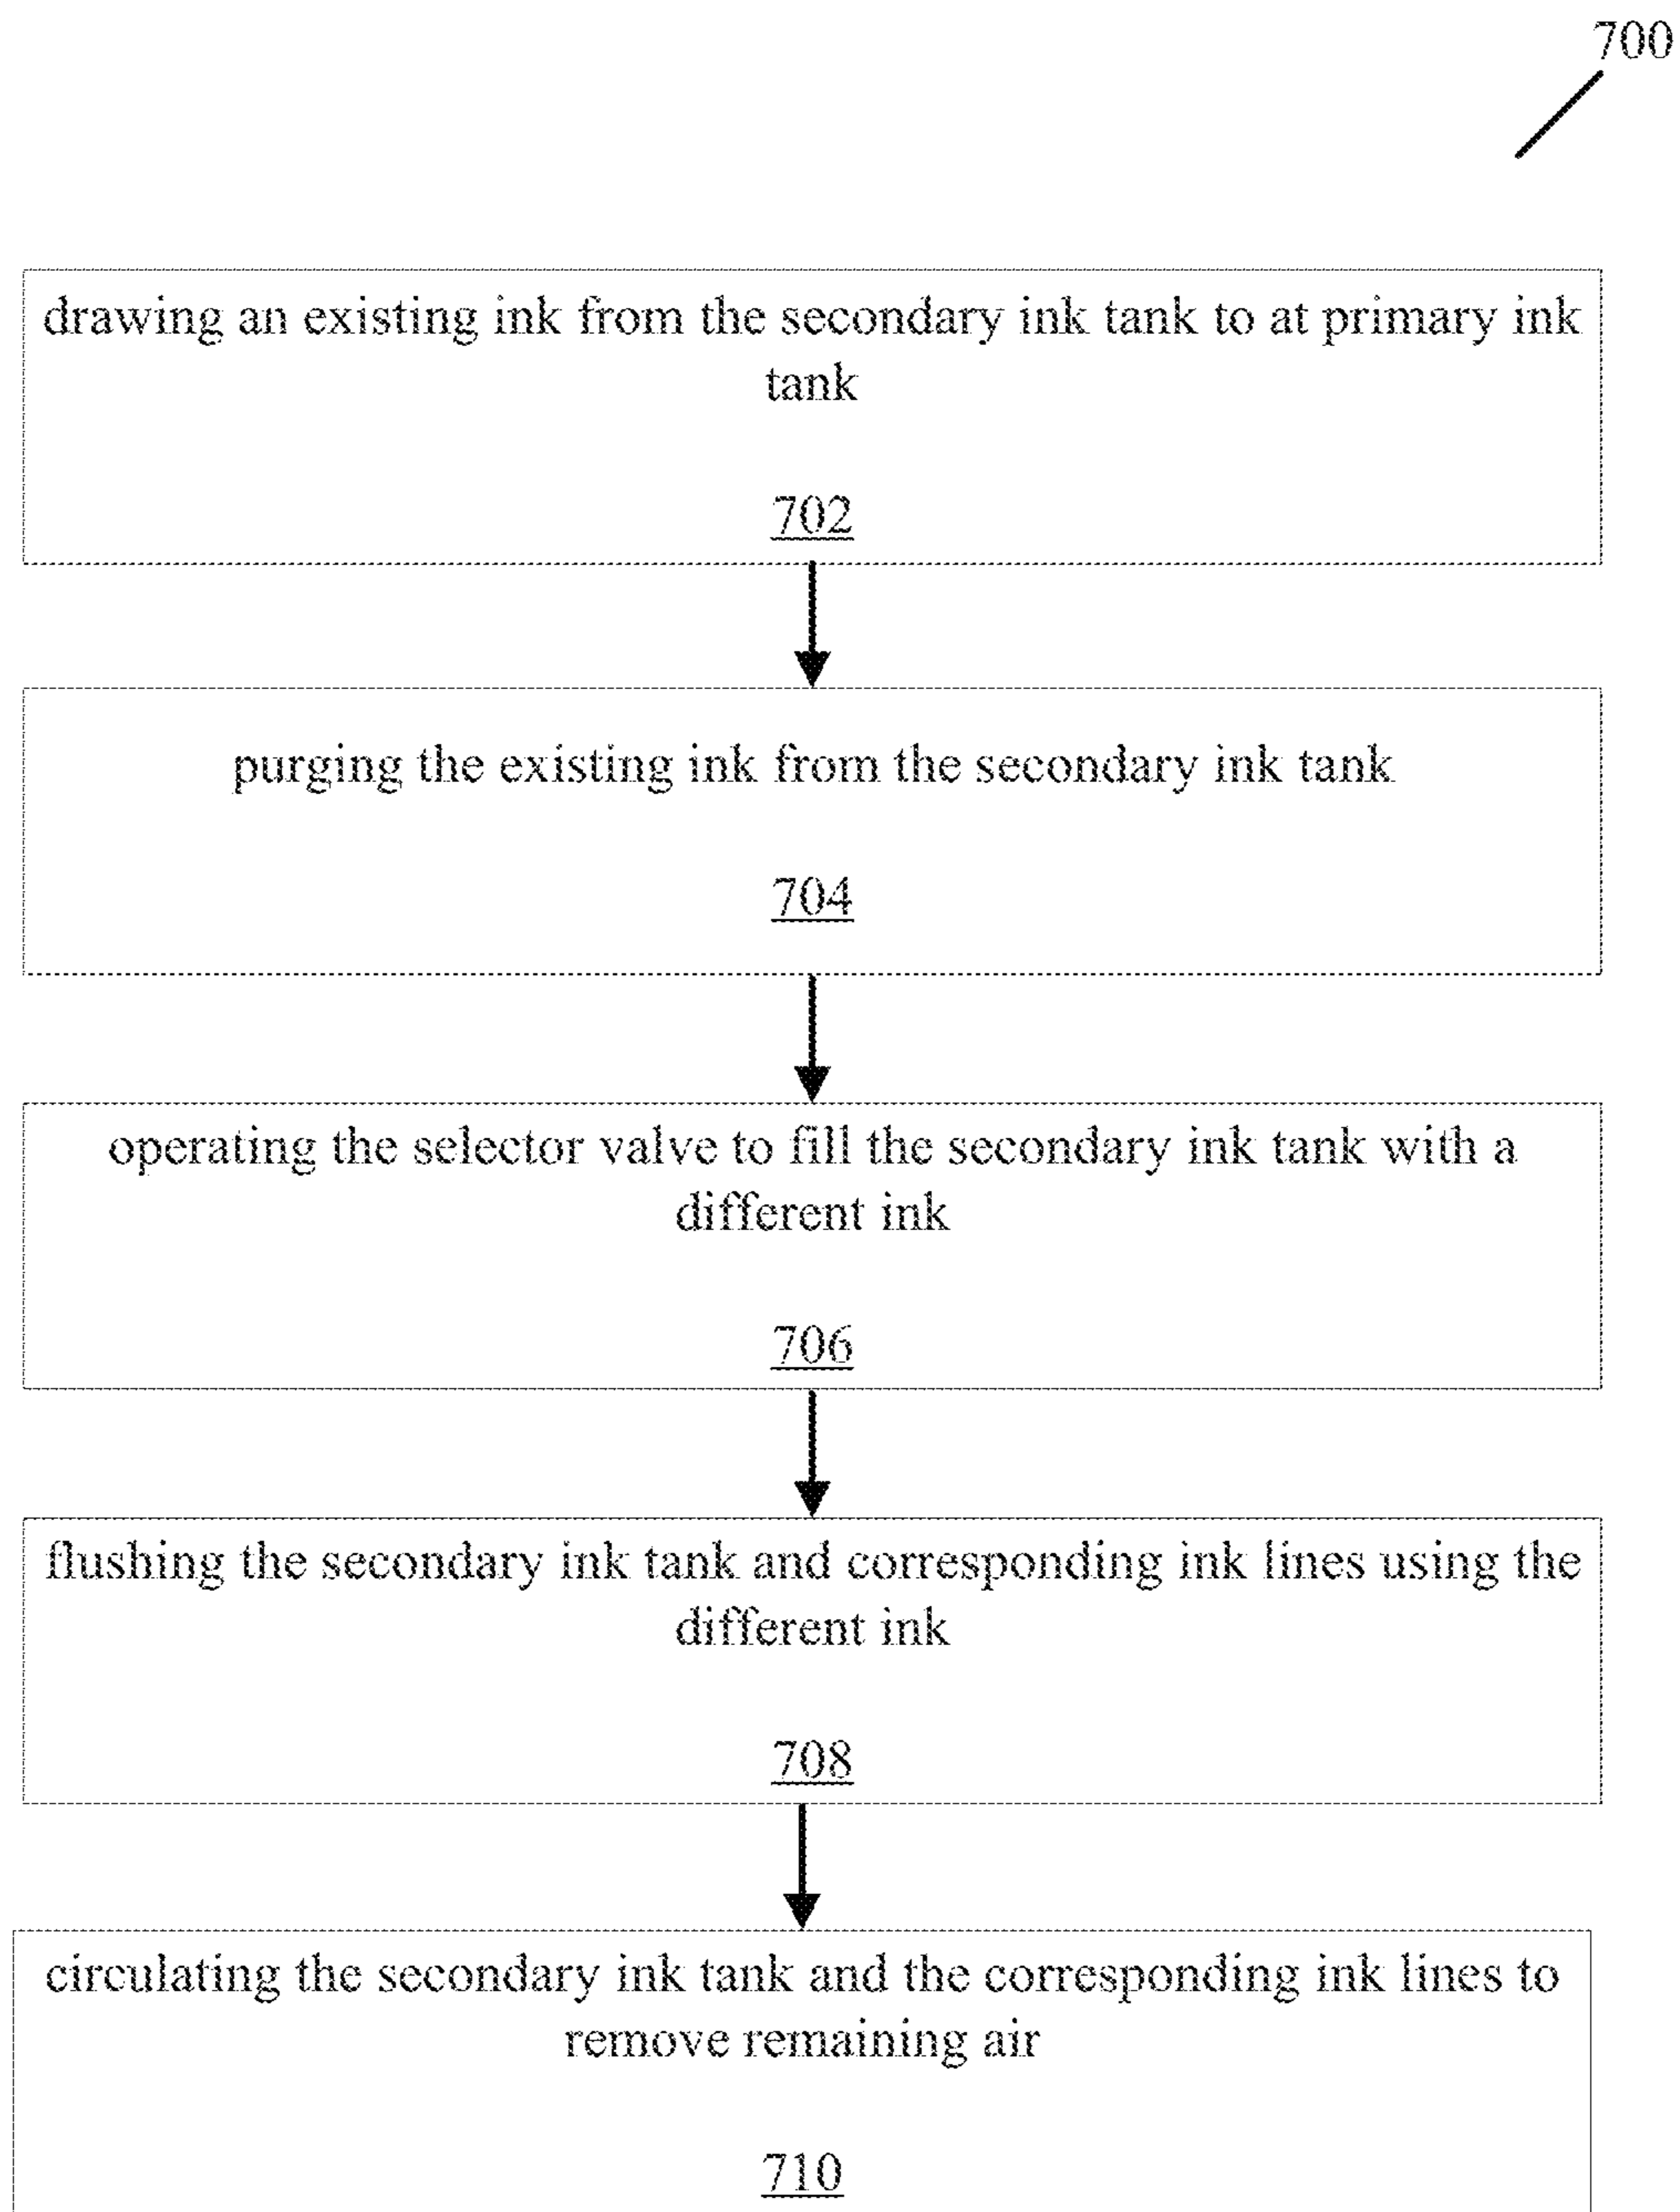 700
drawing an existing ink from the secondary ink tank to at primary ink
tank
702
purging the existing ink from the secondary ink tank
704
operating the selector valve to fill the secondary ink tank with a
different ink
706
flushing the secondary ink tank and corresponding ink lines using the
different ink
708
circulating the secondary ink tank and the corresponding ink lines to
remove remaining air
710